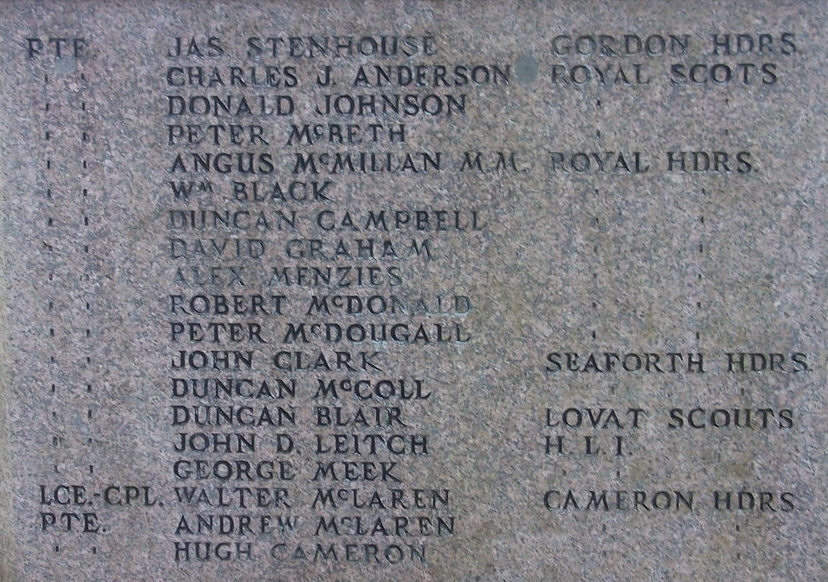 PTE. JAS STENHOUSE GORDON HDRS.
" " CHARLES J. ANDERSON ROYAL SCOTS
" " DONALD JOHNSON " "
" " PETER McBETH " "
" " ANGUS McMILLAN M.M. ROYAL HDRS.
" " Wm BLACK " "
" " DUNCAN CAMPBELL " "
" " DAVID GRAHAM " "
" " ALEX MENZIES " "
" " ROBERT McDONALD " "
" " PETER McDOUGALL " "
" " JOHN CLARK SEAFORTH HDRS.
" " DUNCAN McCOLL " "
" " DUNCAN BLAIR LOVAT SCOUTS
" " JOHN D. LEITCH H. L. I.
" " GEORGE MEEK " " "
LCE.-CPL. WALTER McLAREN CAMERON HDRS.
PTE. ANDREW McLAREN " "
" " HUGH CAMERON " "